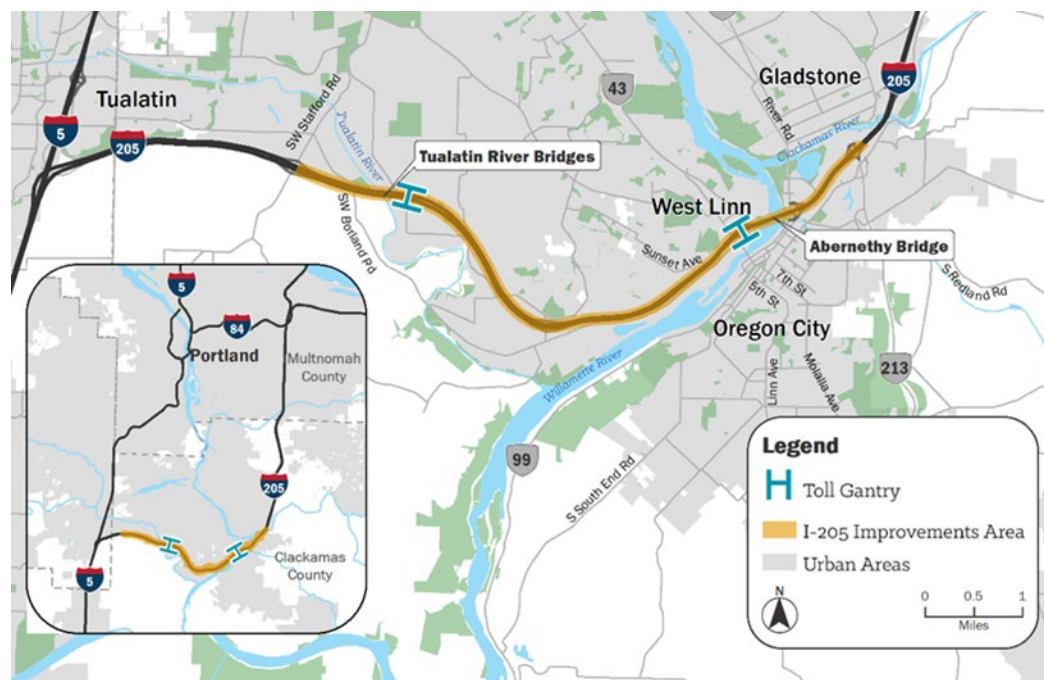 Gladstone
43
205
Tualatin
River Rd
5
SW Stafford Rd
Clackamas River
205
Tualatin River
Tualatin River Bridges
West Linn
SW Borland Rd
Abernethy Bridge
Sunset Ave
S Redland Rd
7th St
5th St
Oregon City
Willamette River
Linn Ave
Molalla Ave
213
99
S South End Rd
5
84
Portland
Multnomah
County
205
Clackamas
County
5
Legend
Toll Gantry
I-205 Improvements Area
Urban Areas
N
0 0.5 1
Miles